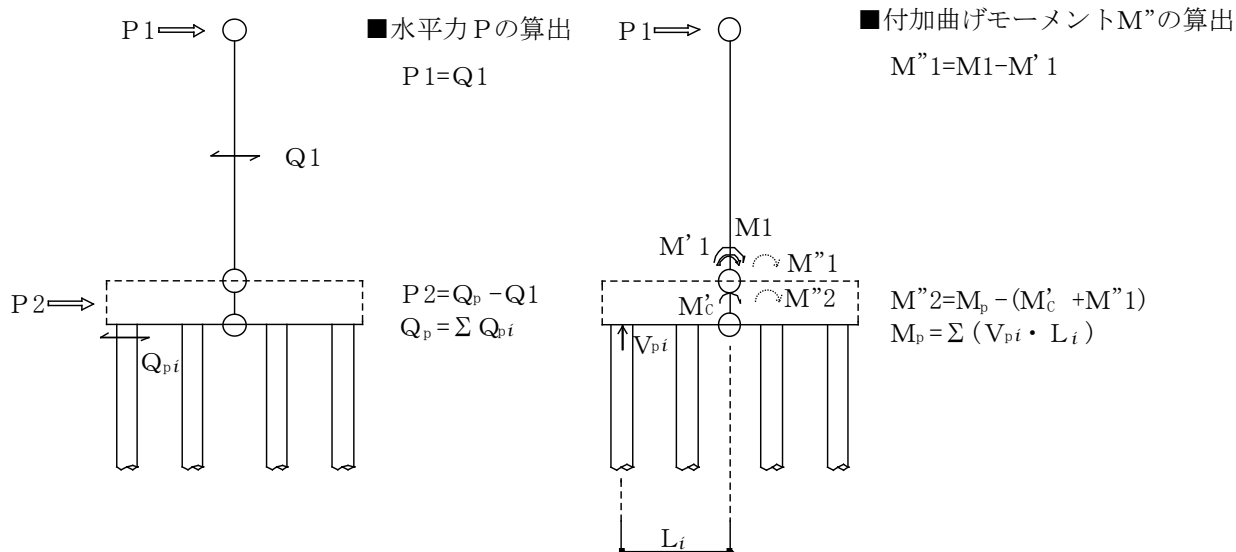 P1
■水平力Pの算出
P1=Q1
Q1
P2
P2=Qp-Q1
Qp=ΣQpi
Qpi
P1
■付加曲げモーメントM”の算出
M”1=M1-M’1
M1
M’1
M”1
M’c
M”2
M”2=Mp-(M’c +M”1)
Mp=Σ(Vpi・Li)
Vpi
Li